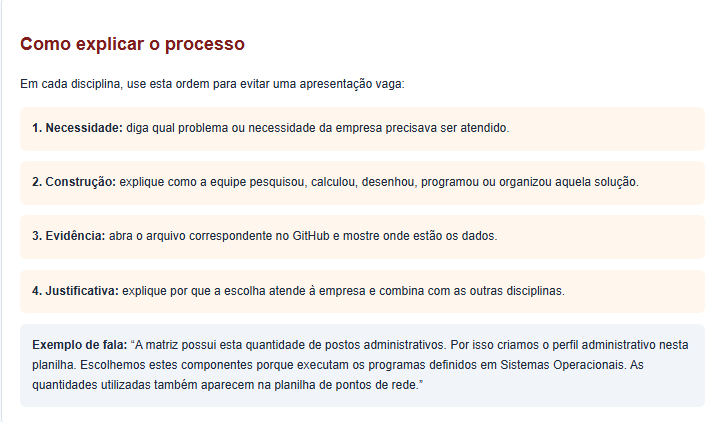 Como explicar o processo
Em cada disciplina, use esta ordem para evitar uma apresentação vaga:
1. Necessidade: diga qual problema ou necessidade da empresa precisava ser atendido.
2. Construção: explique como a equipe pesquisou, calculou, desenhou, programou ou organizou aquela solução.
3. Evidência: abra o arquivo correspondente no GitHub e mostre onde estão os dados.
4. Justificativa: explique por que a escolha atende à empresa e combina com as outras disciplinas.
Exemplo de fala: “A matriz possui esta quantidade de postos administrativos. Por isso criamos o perfil administrativo nesta
planilha. Escolhemos estes componentes porque executam os programas definidos em Sistemas Operacionais. As
quantidades utilizadas também aparecem na planilha de pontos de rede.”